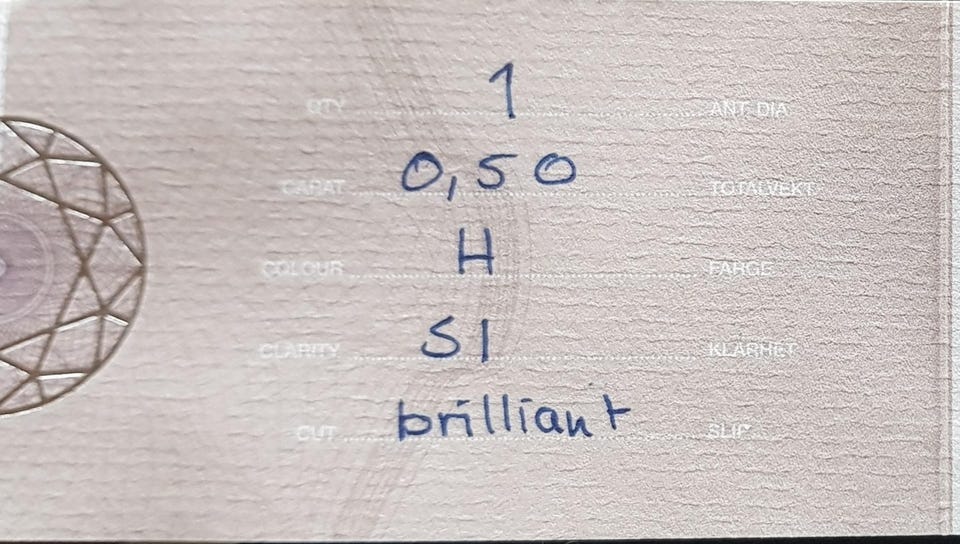 QTY 1 ANT. DIA
CARAT 0,50 TOTALVEKT
COLOUR H FARGE
CLARITY SI KLARHET
CUT brilliant SLIP